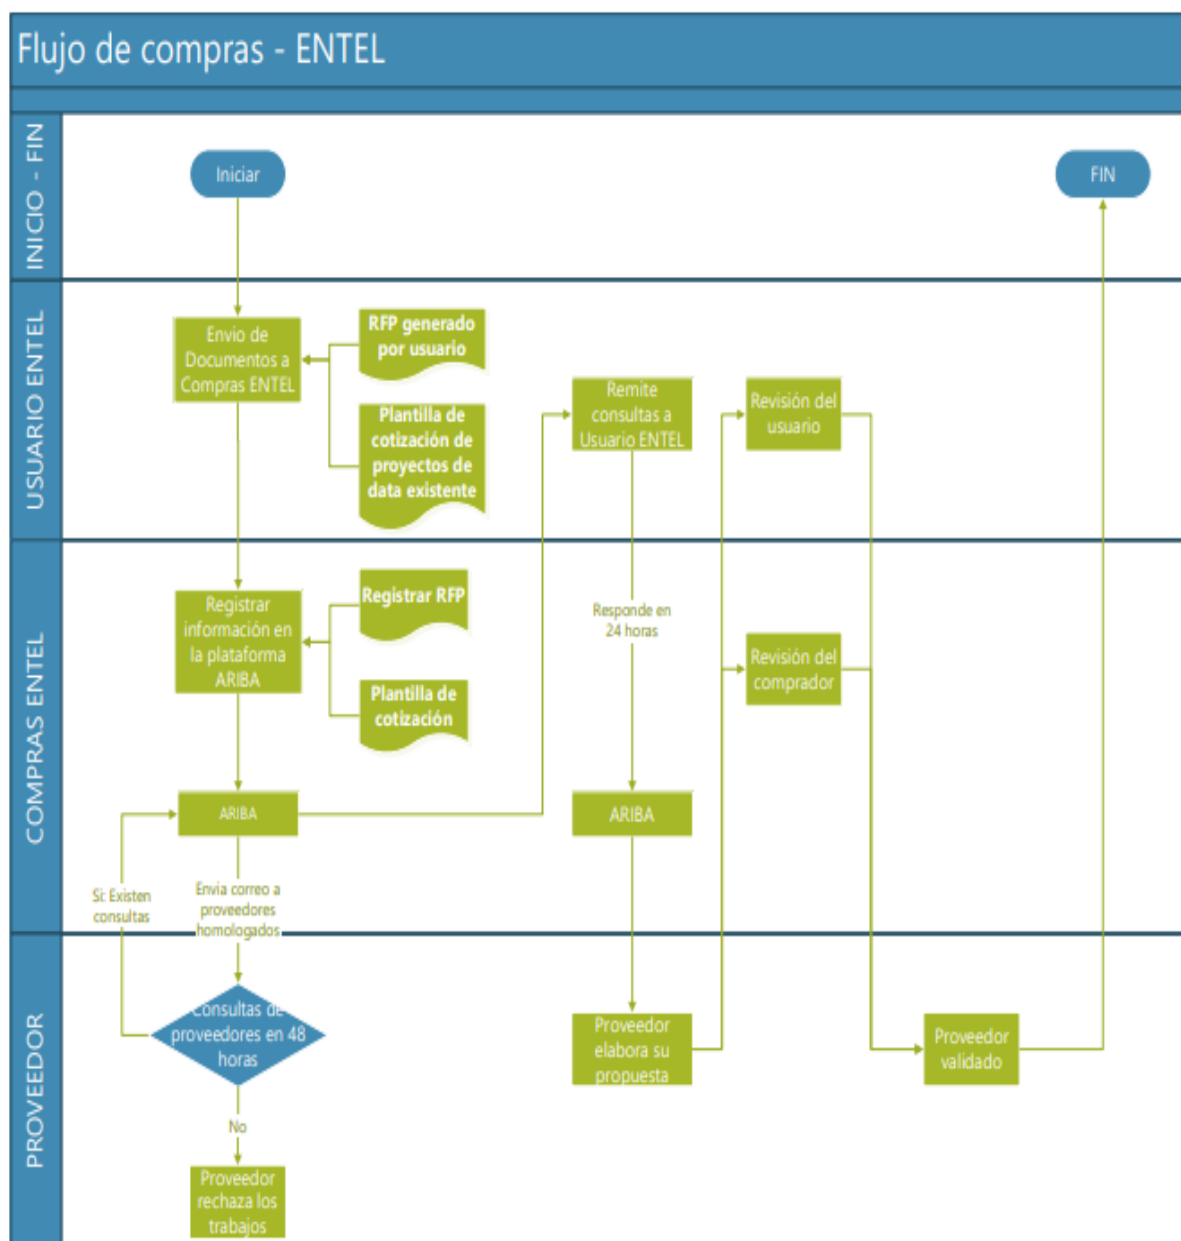 Flujo de compras - ENTEL
INICIO - FIN
Iniciar
FIN
USUARIO ENTEL
Envio de
Documentos a
Compras ENTEL
RFP generado
por usuario
Plantilla de
cotización de
proyectos de
data existente
Remite
consultas a
Usuario ENTEL
Revisión del
usuario
COMPRAS ENTEL
Registrar
información en
la plataforma
ARIBA
Registrar RFP
Plantilla de
cotización
Responde en
24 horas
Revisión del
comprador
ARIBA
ARIBA
Si: Existen
consultas
Envia correo a
proveedores
homologados
PROVEEDOR
Consultas de
proveedores en 48
horas
Proveedor
elabora su
propuesta
Proveedor
validado
No
Proveedor
rechaza los
trabajos